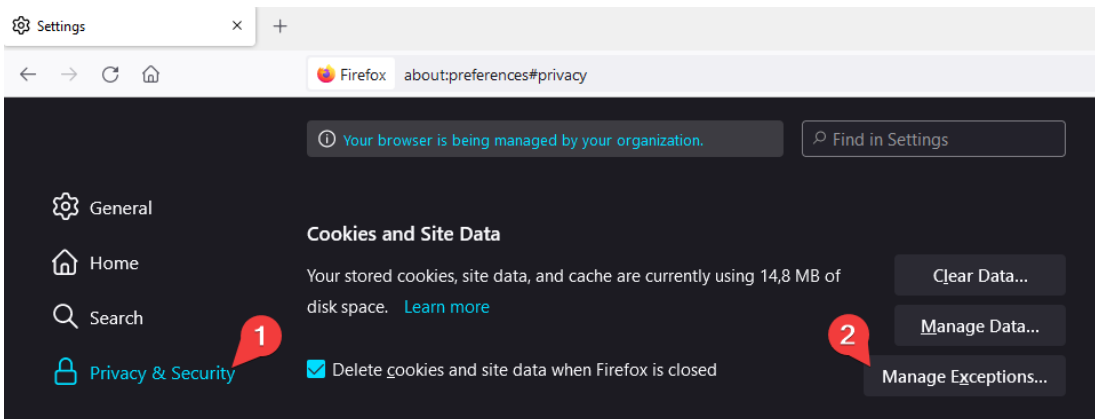 Settings
Firefox about:preferences#privacy
Your browser is being managed by your organization.
Find in Settings
General
Home
Search
1
Privacy & Security
Cookies and Site Data
Your stored cookies, site data, and cache are currently using 14,8 MB of
disk space. Learn more
Clear Data...
Manage Data...
2
Delete cookies and site data when Firefox is closed
Manage Exceptions...